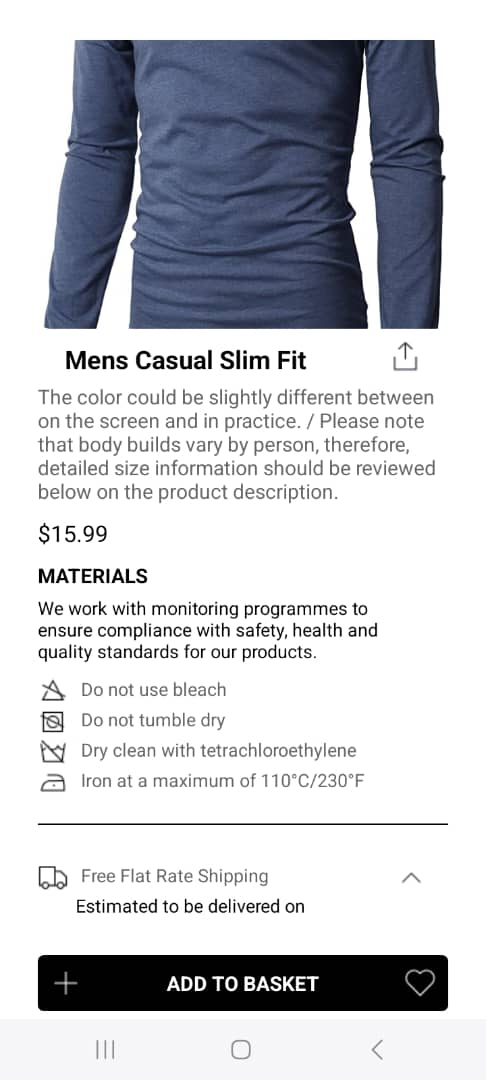 Mens Casual Slim Fit
The color could be slightly different between
on the screen and in practice. / Please note
that body builds vary by person, therefore,
detailed size information should be reviewed
below on the product description.
$15.99
MATERIALS
We work with monitoring programmes to
ensure compliance with safety, health and
quality standards for our products.
Do not use bleach
Do not tumble dry
Dry clean with tetrachloroethylene
Iron at a maximum of 110°C/230°F
Free Flat Rate Shipping
Estimated to be delivered on
ADD TO BASKET